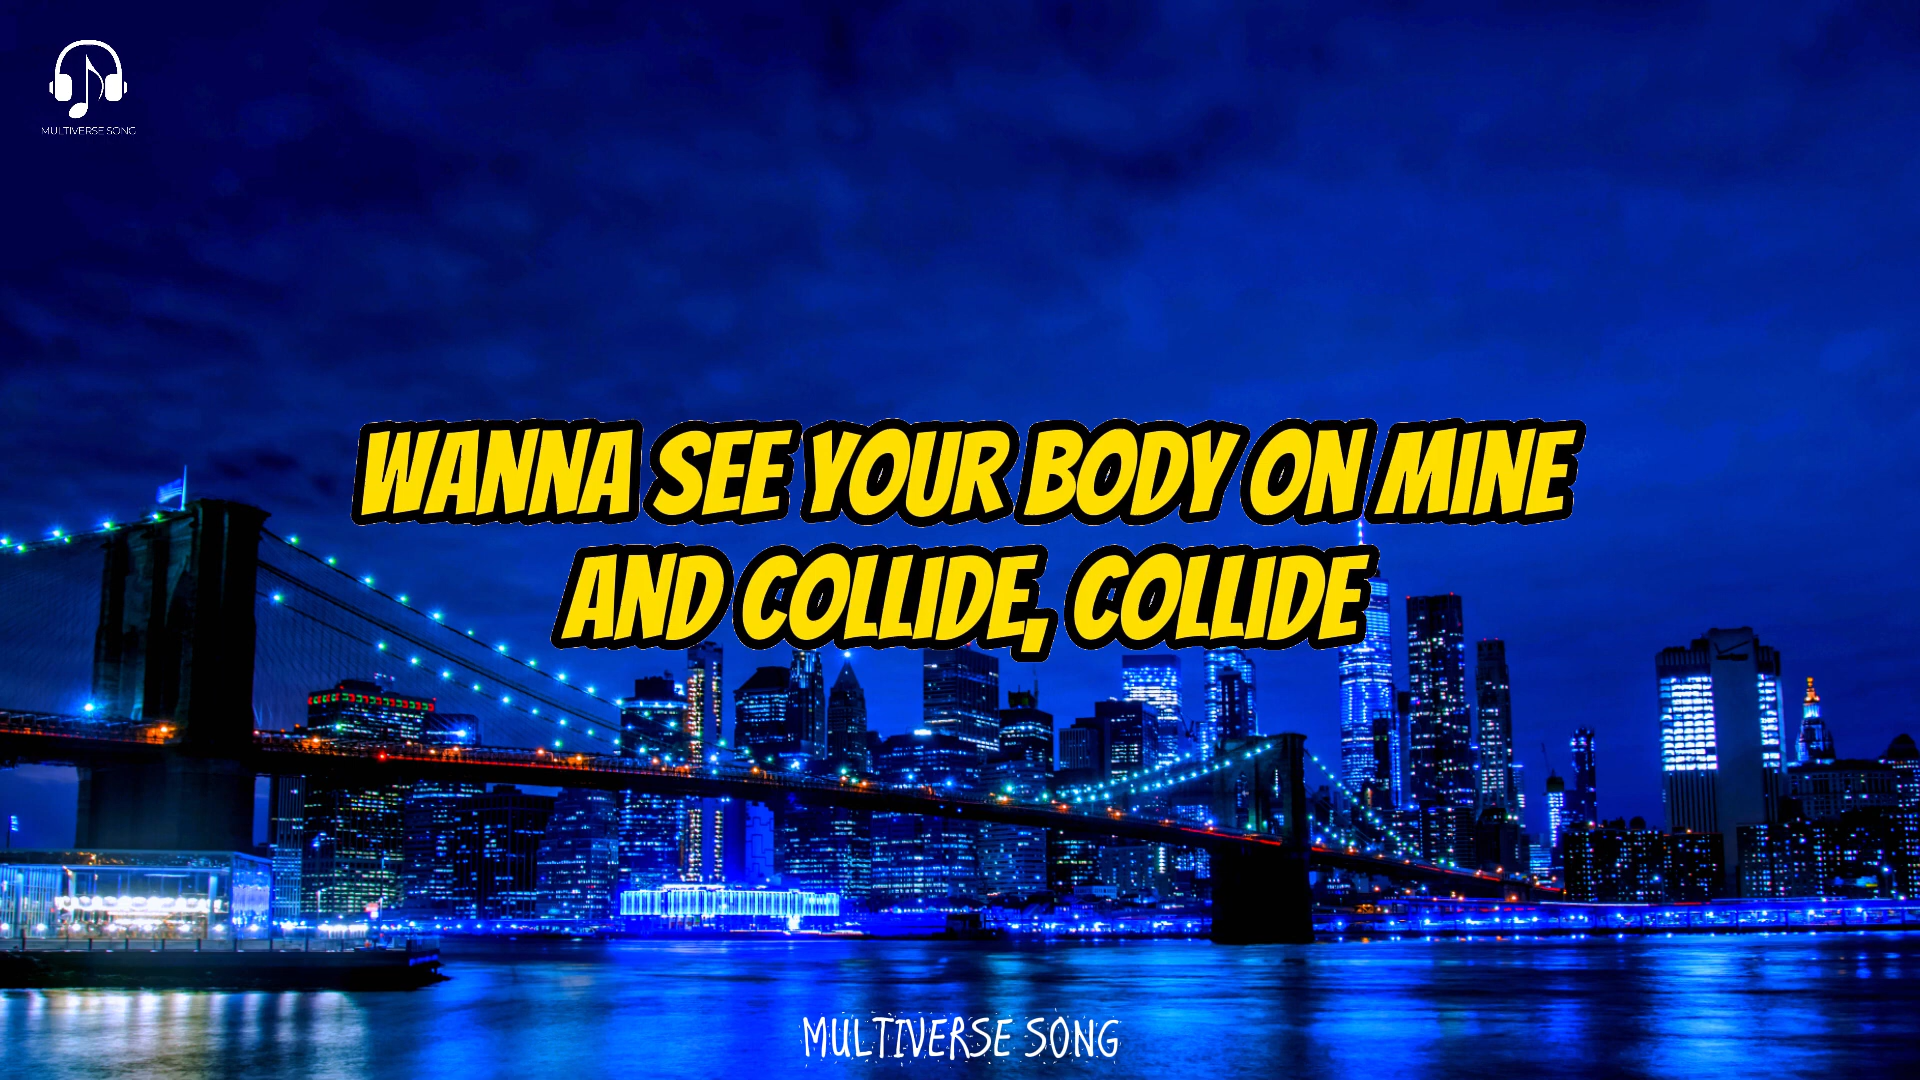 MULTIVERSE SONG
WANNA SEE YOUR BODY ON MINE
AND COLLIDE, COLLIDE
MULTIVERSE SONG